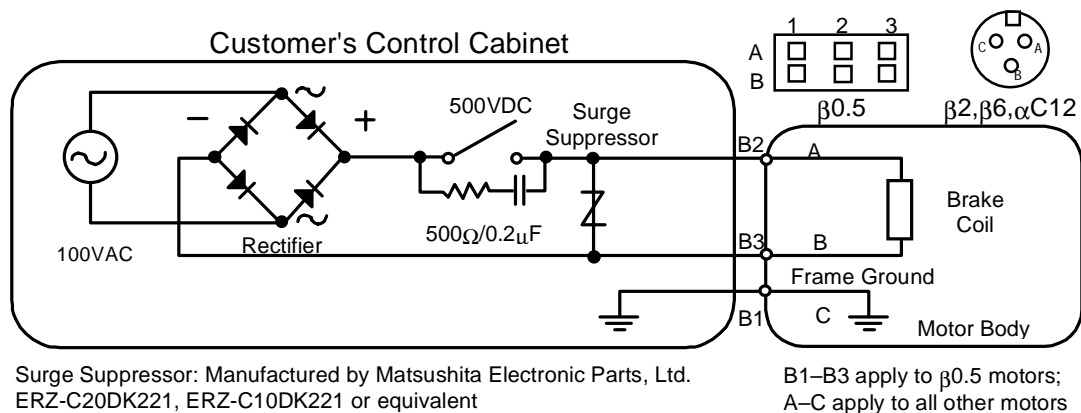 1 2 3
A
B
C A
B
β0.5
β2,β6,αC12
Customer's Control Cabinet
500VDC
Surge
Suppressor
B2
A
– +
Brake
Coil
500Ω/0.2μF
100VAC
Rectifier
B3
B
Frame Ground
B1
C
Motor Body
Surge Suppressor: Manufactured by Matsushita Electronic Parts, Ltd.
ERZ-C20DK221, ERZ-C10DK221 or equivalent
B1–B3 apply to β0.5 motors;
A–C apply to all other motors